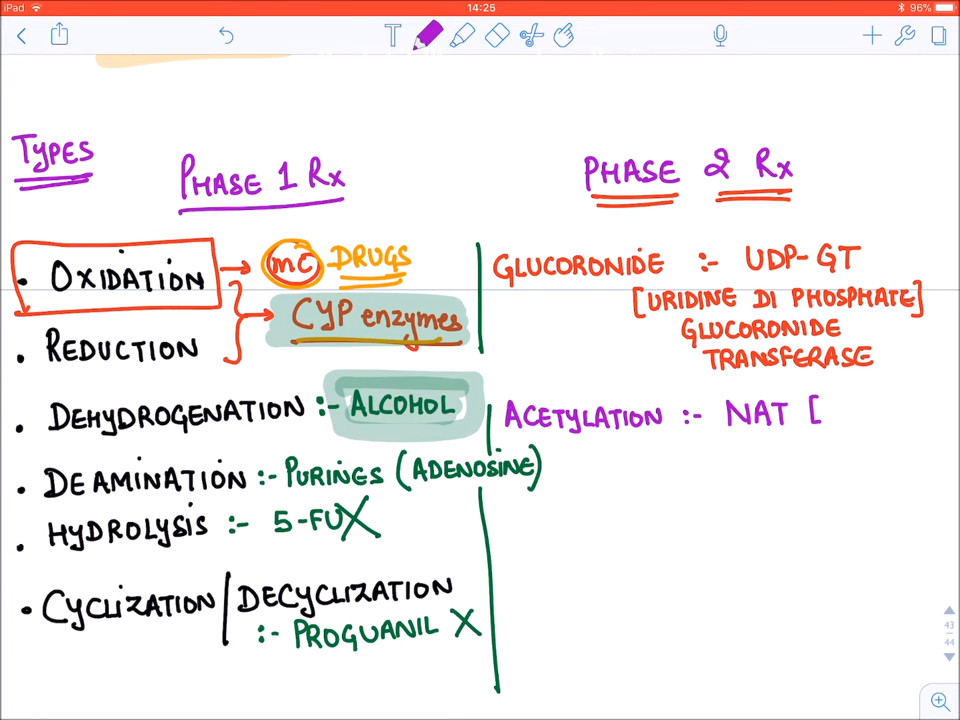 iPad 14:25 96%
T
TYPES
PHASE 1 Rx
PHASE 2 Rx
• OXIDATION → mc DRUGS
CYP enzymes
• REDUCTION
• DEHYDROGENATION :- ALCOHOL
• DEAMINATION :- PURINGS (ADENOSINE)
• HYDROLYSIS :- 5-FU X
• CYCLIZATION / DECYCLIZATION
:- PROGUANIL X
GLUCORONIDE :- UDP-GT
[URIDINE DI PHOSPHATE]
GLUCORONIDE
TRANSFERASE
ACETYLATION :- NAT [
43
44